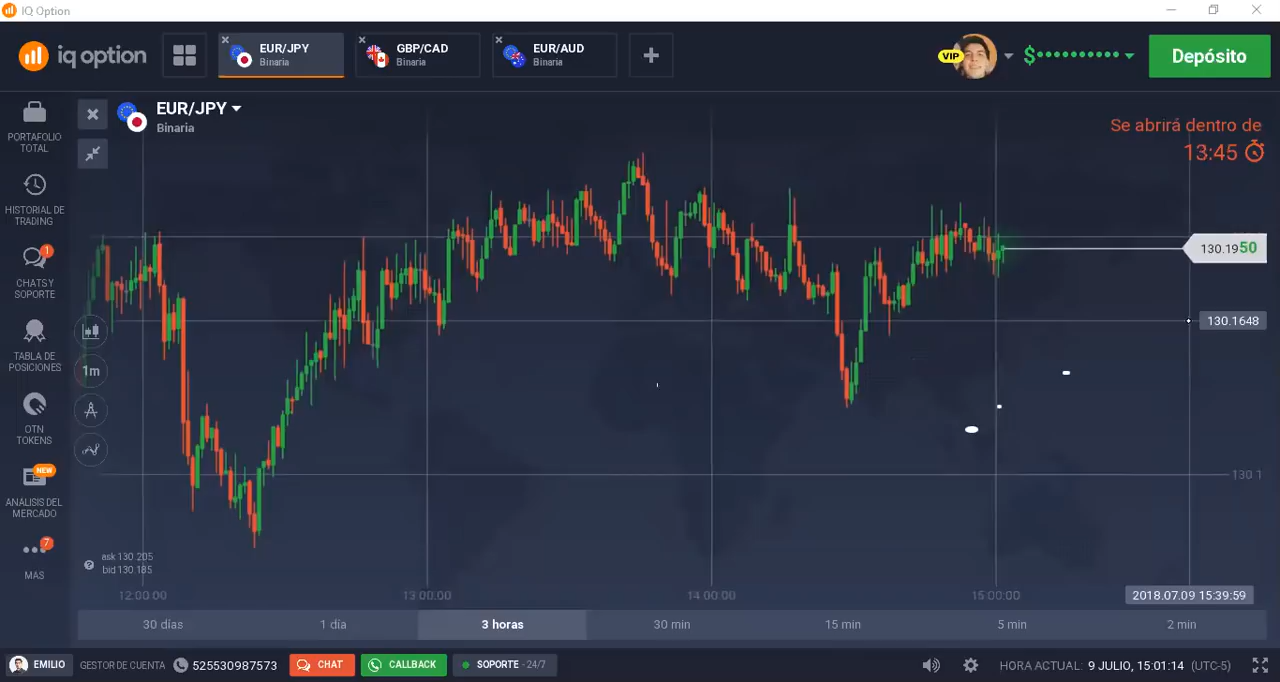 IQ Option
iq option
EUR/JPY
Binaria
GBP/CAD
Binaria
EUR/AUD
Binaria
VIP
$••••••••••
Depósito
PORTAFOLIO
TOTAL
HISTORIAL DE
TRADING
1
CHATS Y
SOPORTE
TABLA DE
POSICIONES
OTN
TOKENS
NEW
ANÁLISIS DEL
MERCADO
7
MÁS
EUR/JPY
Binaria
Se abrirá dentro de
13:45
130.1950
130.1648
130.1
1m
ask 130.205
bid 130.185
12:00:00
13:00:00
14:00:00
15:00:00
2018.07.09 15:39:59
30 días
1 día
3 horas
30 min
15 min
5 min
2 min
EMILIO
GESTOR DE CUENTA
525530987573
CHAT
CALLBACK
SOPORTE - 24/7
HORA ACTUAL: 9 JULIO, 15:01:14 (UTC-5)